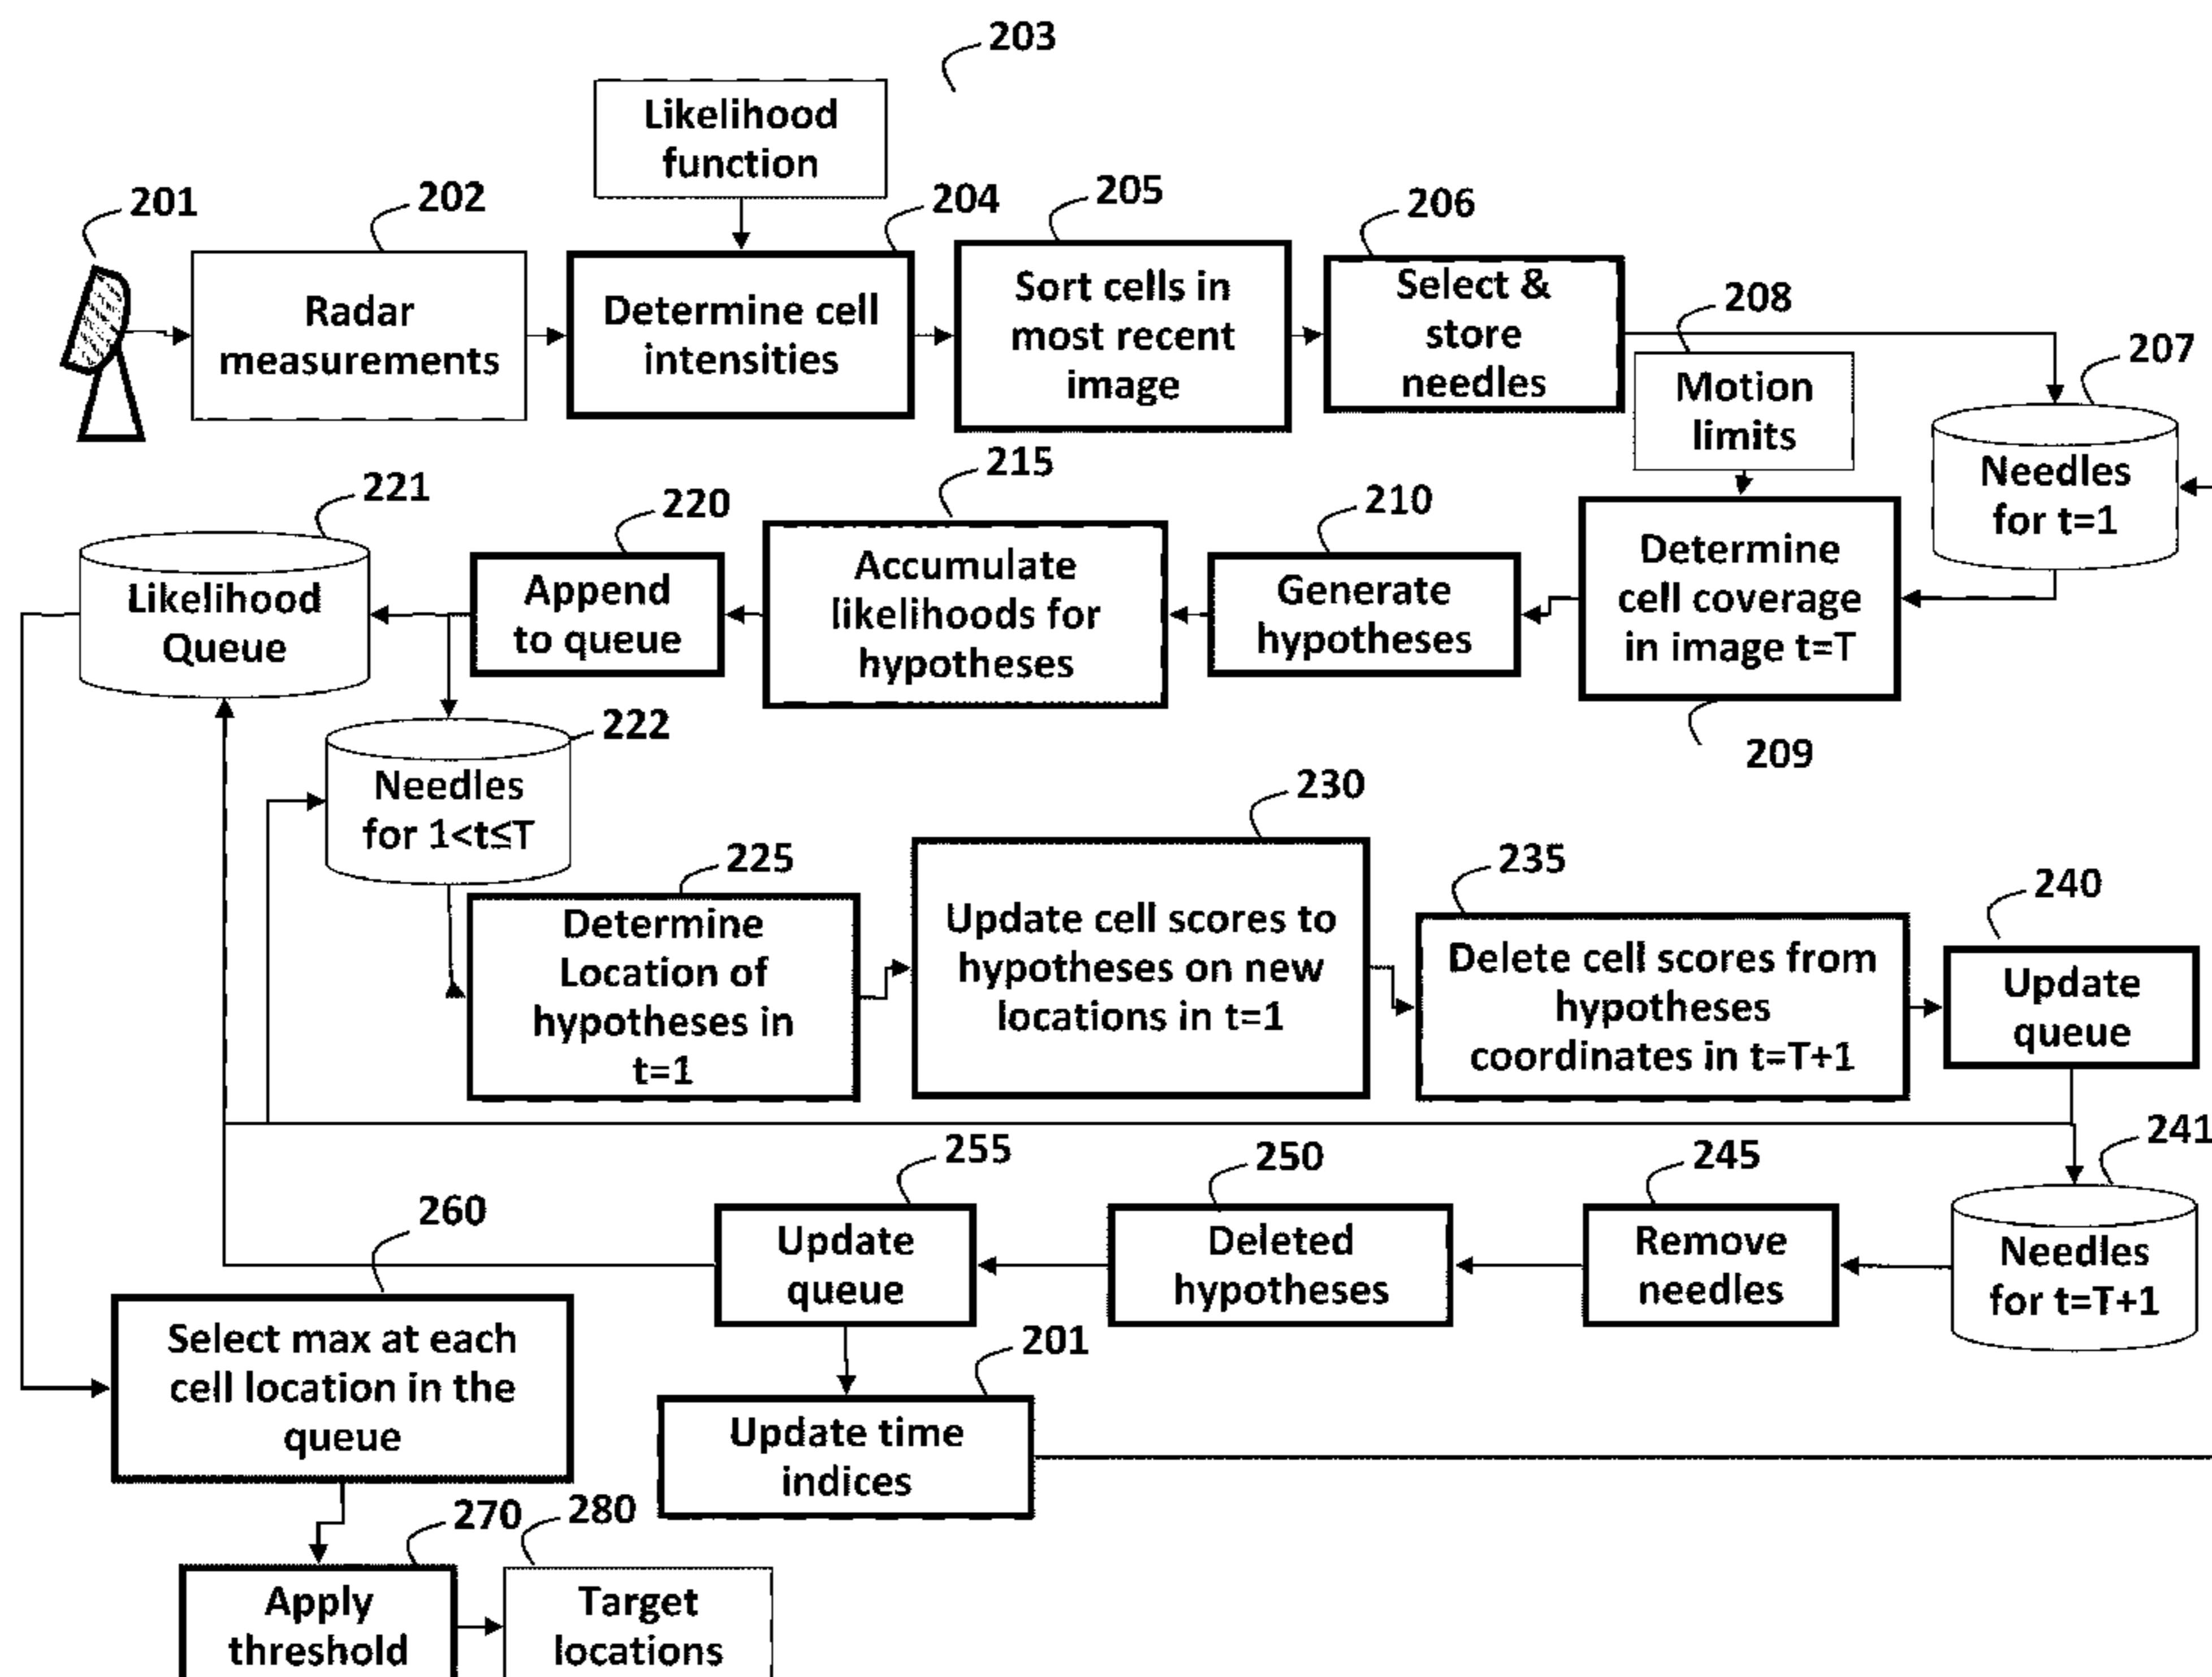 203
Likelihood
function
201
202
204
205
206
Radar
measurements
Determine cell
intensities
Sort cells in
most recent
image
Select &
store
needles
208
Motion
limits
207
Needles
for t=1
221
Likelihood
Queue
220
Append
to queue
215
Accumulate
likelihoods for
hypotheses
210
Generate
hypotheses
Determine
cell coverage
in image t=T
209
222
Needles
for 1<t≤T
225
Determine
Location of
hypotheses in
t=1
230
Update cell scores to
hypotheses on new
locations in t=1
235
Delete cell scores from
hypotheses
coordinates in t=T+1
240
Update
queue
241
Needles
for t=T+1
245
Remove
needles
250
Deleted
hypotheses
255
Update
queue
201
Update time
indices
260
Select max at each
cell location in the
queue
270
Apply
threshold
280
Target
locations